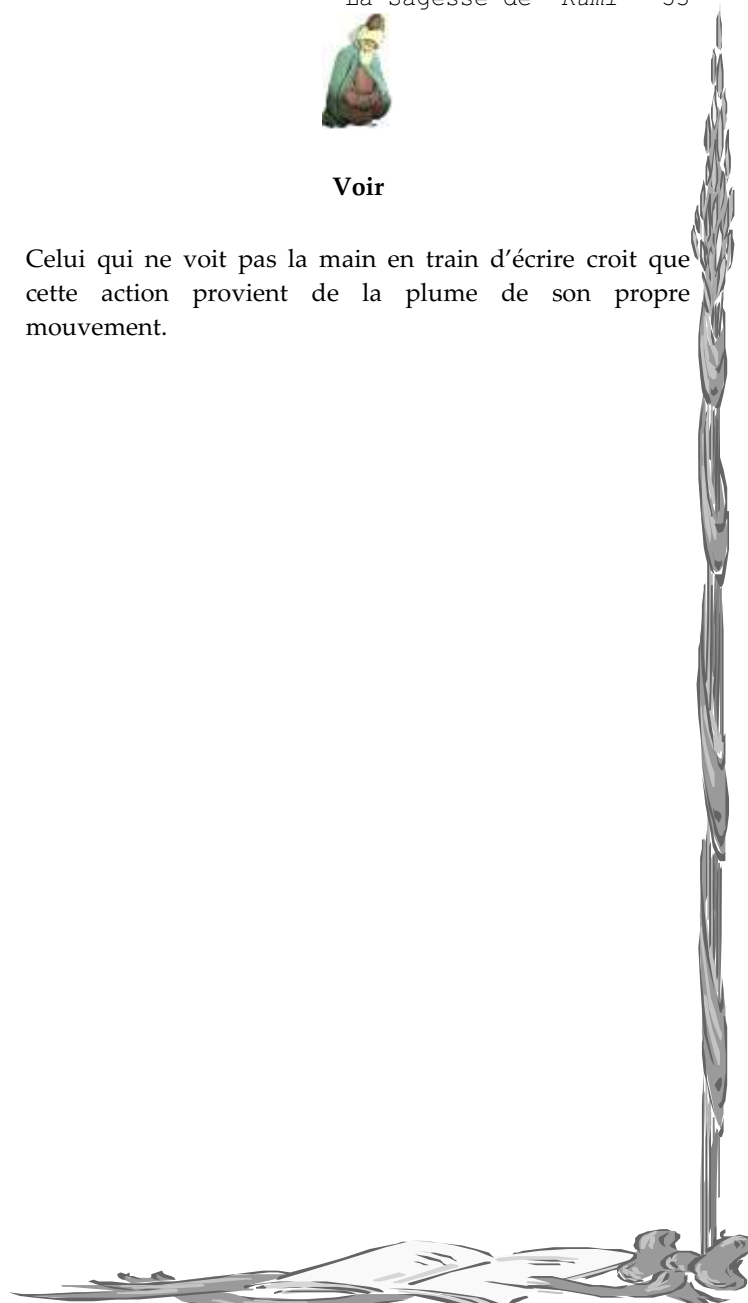 La Sagesse de Rumi
Voir
Celui qui ne voit pas la main en train d’écrire croit que
cette action provient de la plume de son propre
mouvement.